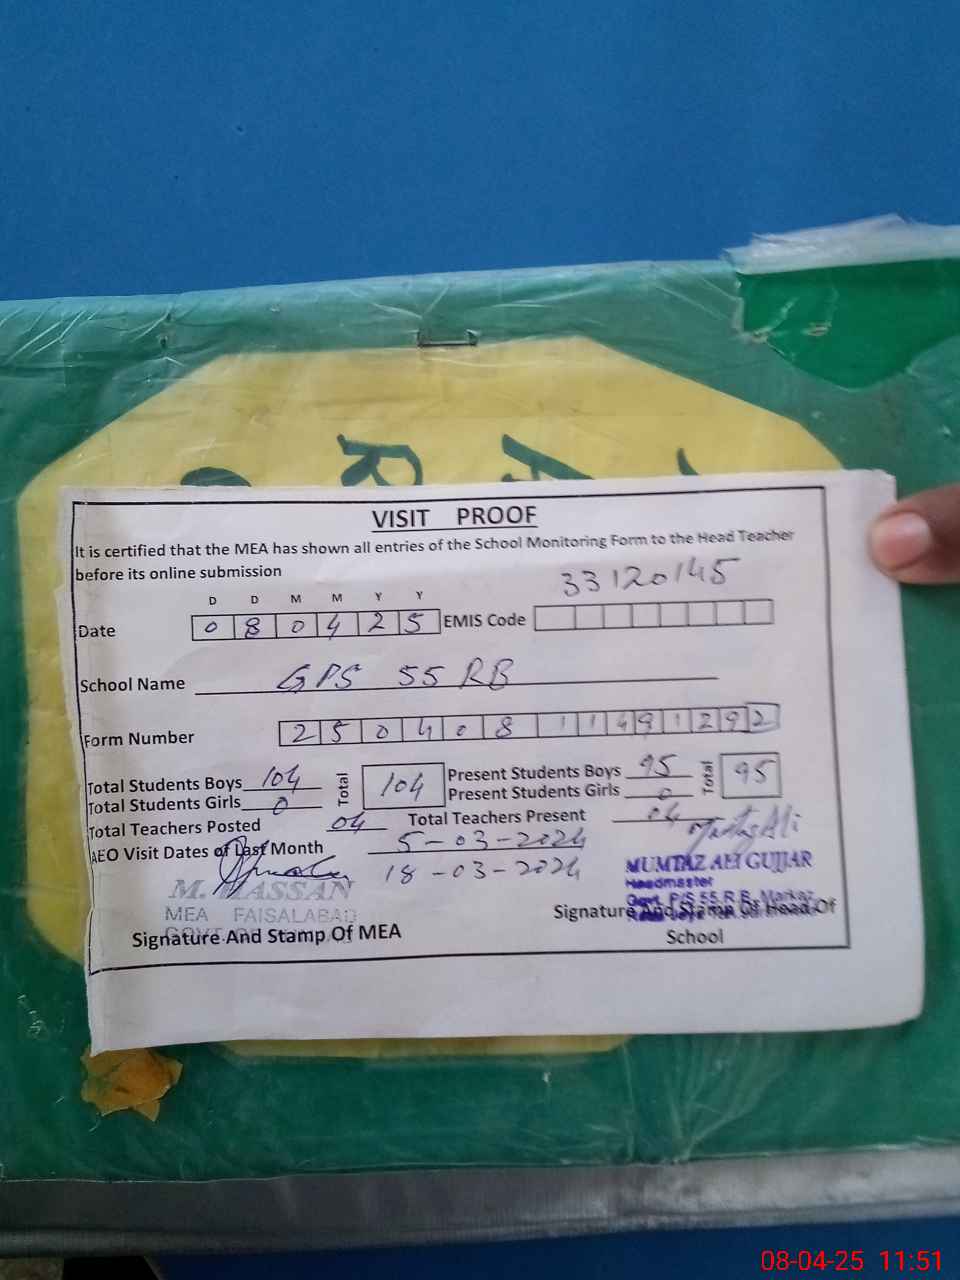 VISIT PROOF
It is certified that the MEA has shown all entries of the School Monitoring Form to the Head Teacher
before its online submission
33120145
D D M M Y Y
Date 0 8 0 4 2 5 EMIS Code
School Name GPS 55 RB
Form Number 2 5 0 4 0 8 1 1 4 9 1 2 9 2
Total Students Boys 104 Total 104 Present Students Boys 95 Total 95
Total Students Girls 0 Present Students Girls 0
Total Teachers Posted 04 Total Teachers Present 04
AEO Visit Dates of Last Month 5-03-2024
18-03-2024
Mumtaz Ali
M. HASSAN
MEA FAISALABAD
Signature And Stamp Of MEA
MUMTAZ ALI GUJJAR
Headmaster
Govt. P/S 55 R.B. Markaz
Signature And Stamp Of Head Of
School
08-04-25 11:51